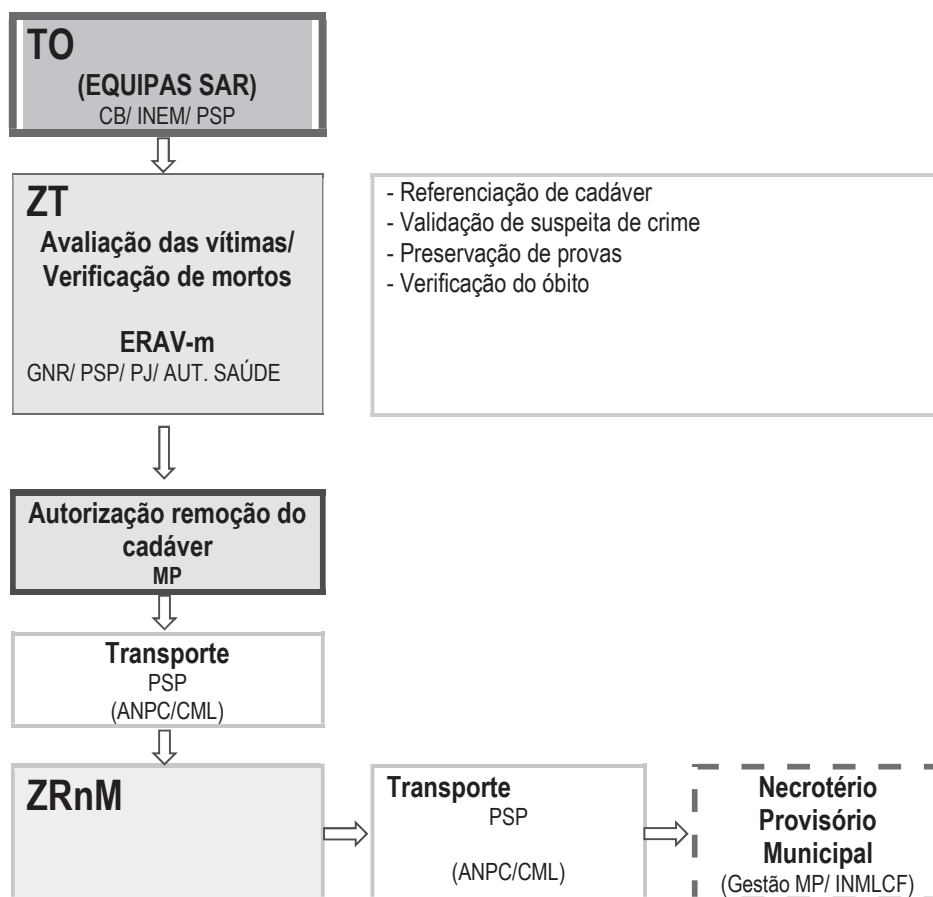 TO
(EQUIPAS SAR)
CB/ INEM/ PSP
ZT
Avaliação das vítimas/
Verificação de mortos
ERAV-m
GNR/ PSP/ PJ/ AUT. SAÚDE
- Referenciação de cadáver
- Validação de suspeita de crime
- Preservação de provas
- Verificação do óbito
Autorização remoção do
cadáver
MP
Transporte
PSP
(ANPC/CML)
ZRnM
Transporte
PSP
(ANPC/CML)
Necrotério
Provisório
Municipal
(Gestão MP/ INMLCF)